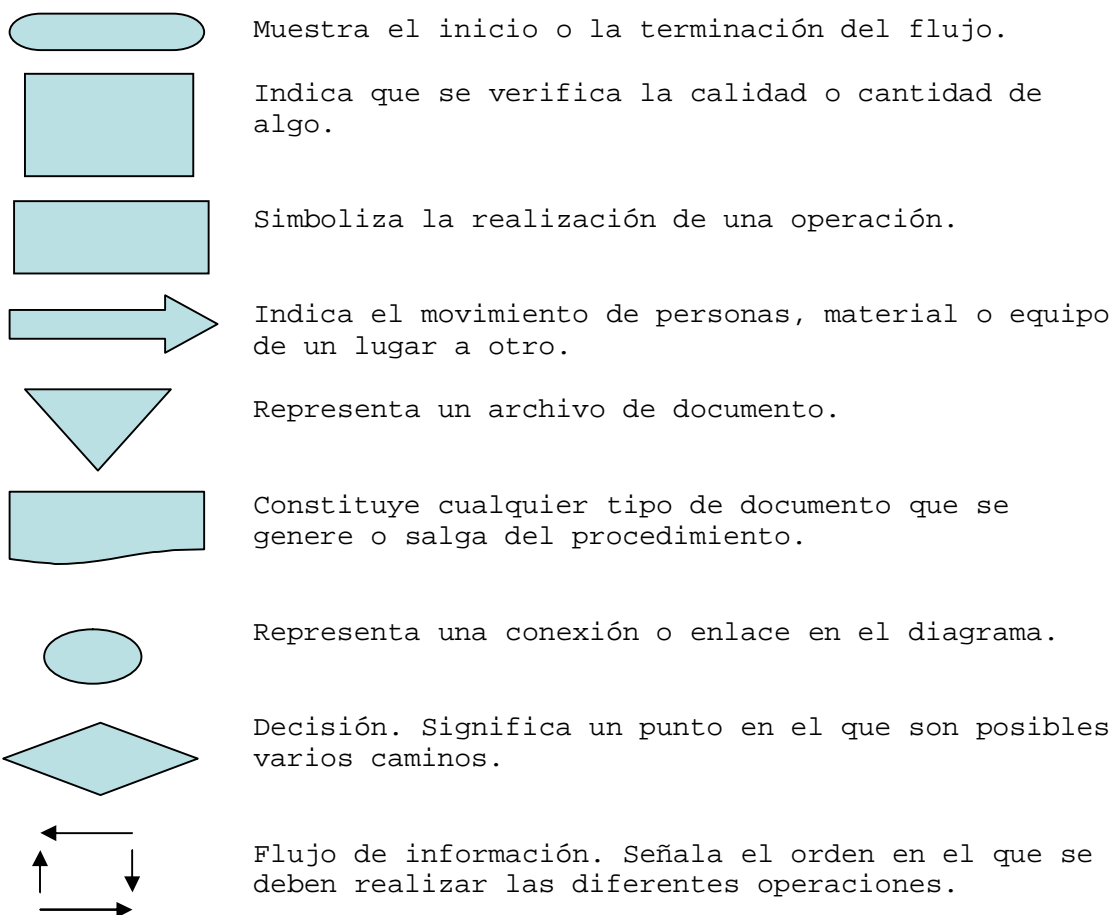 Muestra el inicio o la terminación del flujo.
Indica que se verifica la calidad o cantidad de
algo.
Simboliza la realización de una operación.
Indica el movimiento de personas, material o equipo
de un lugar a otro.
Representa un archivo de documento.
Constituye cualquier tipo de documento que se
genere o salga del procedimiento.
Representa una conexión o enlace en el diagrama.
Decisión. Significa un punto en el que son posibles
varios caminos.
Flujo de información. Señala el orden en el que se
deben realizar las diferentes operaciones.